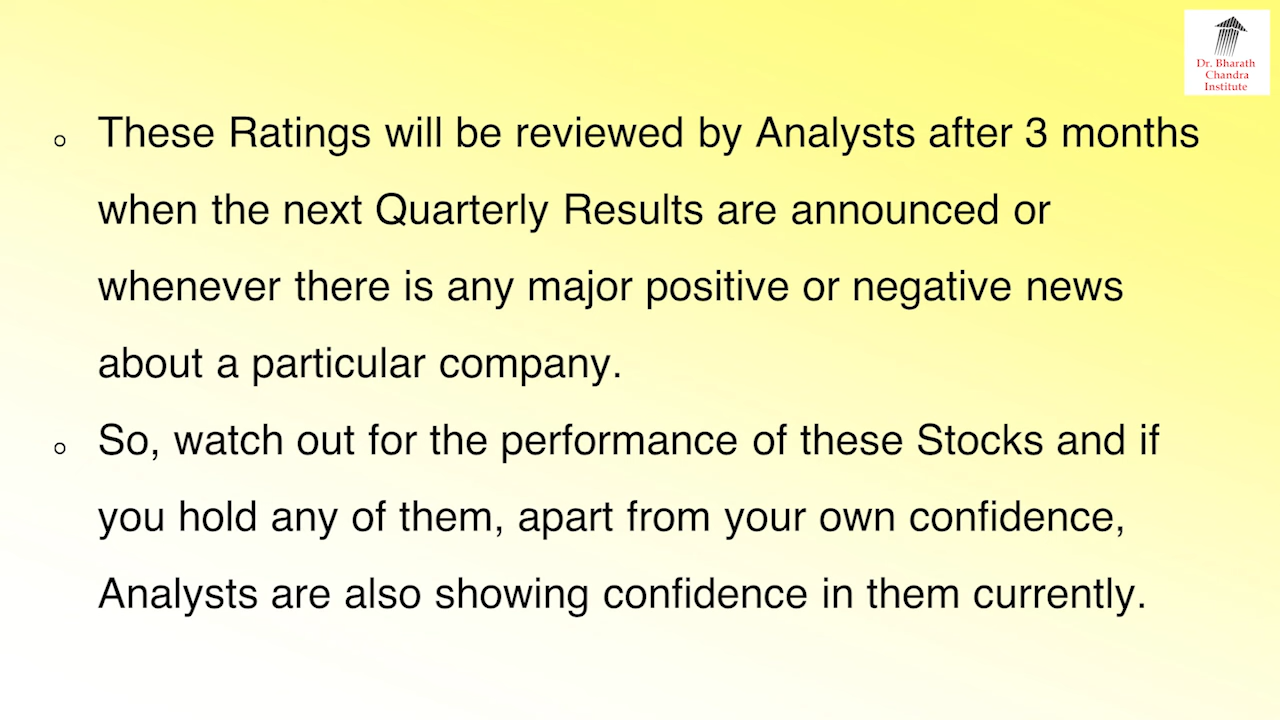 Dr. Bharath
Chandra
Institute
o These Ratings will be reviewed by Analysts after 3 months
when the next Quarterly Results are announced or
whenever there is any major positive or negative news
about a particular company.
o So, watch out for the performance of these Stocks and if
you hold any of them, apart from your own confidence,
Analysts are also showing confidence in them currently.